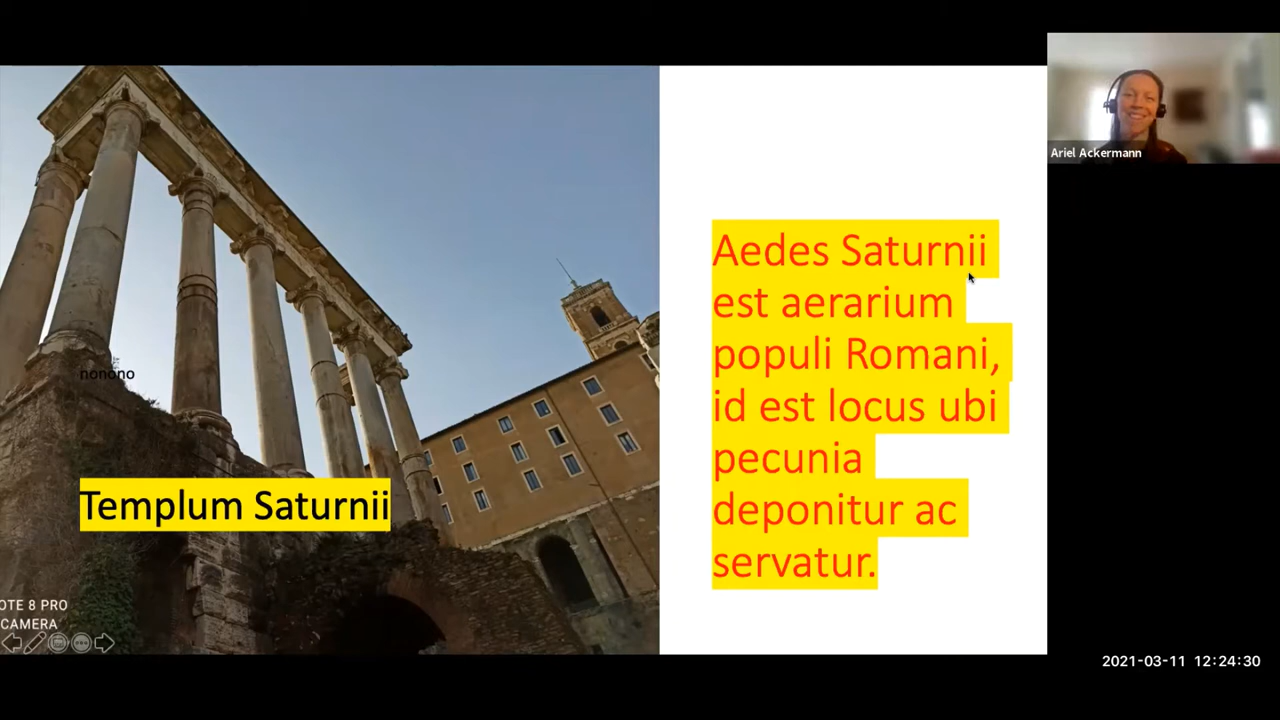 Ariel Ackermann
Aedes Saturnii
est aerarium
populi Romani,
id est locus ubi
pecunia
deponitur ac
servatur.
nonono
Templum Saturnii
OTE 8 PRO
CAMERA
2021-03-11 12:24:30